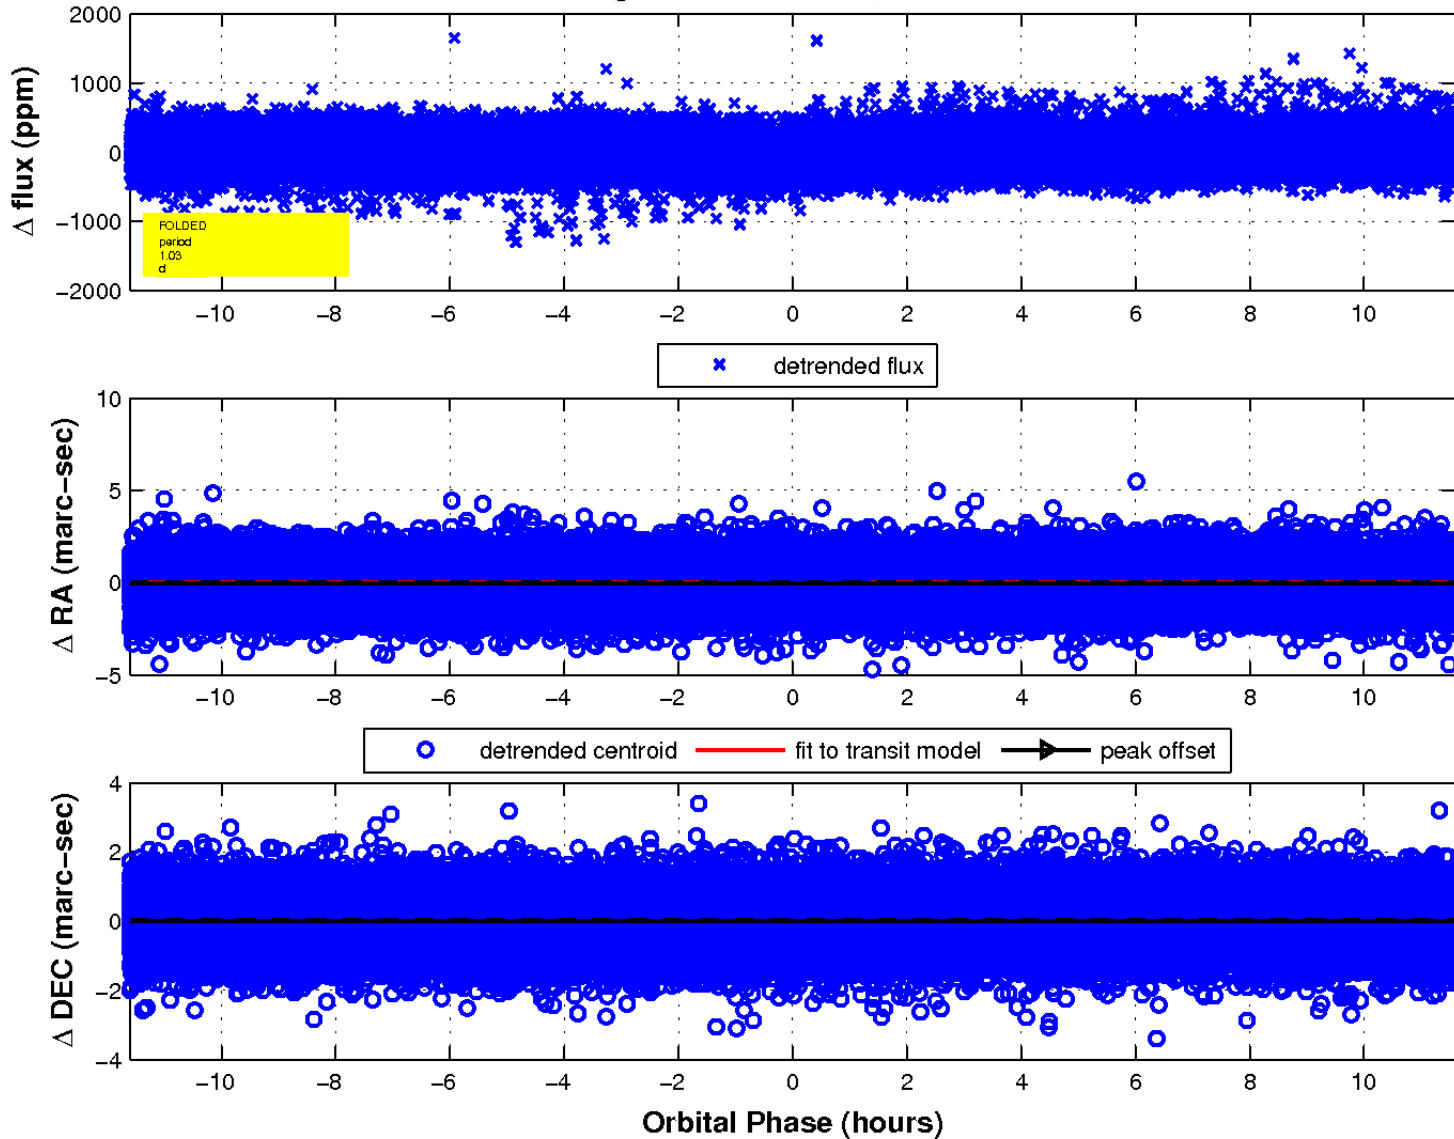 2000
1000
0
−1000
−2000
Δ flux (ppm)
FOLDED
period
1.03
d
−10 −8 −6 −4 −2 0 2 4 6 8 10
detrended flux
10
5
0
−5
Δ RA (marc−sec)
−10 −8 −6 −4 −2 0 2 4 6 8 10
detrended centroid fit to transit model peak offset
4
2
0
−2
−4
Δ DEC (marc−sec)
−10 −8 −6 −4 −2 0 2 4 6 8 10
Orbital Phase (hours)